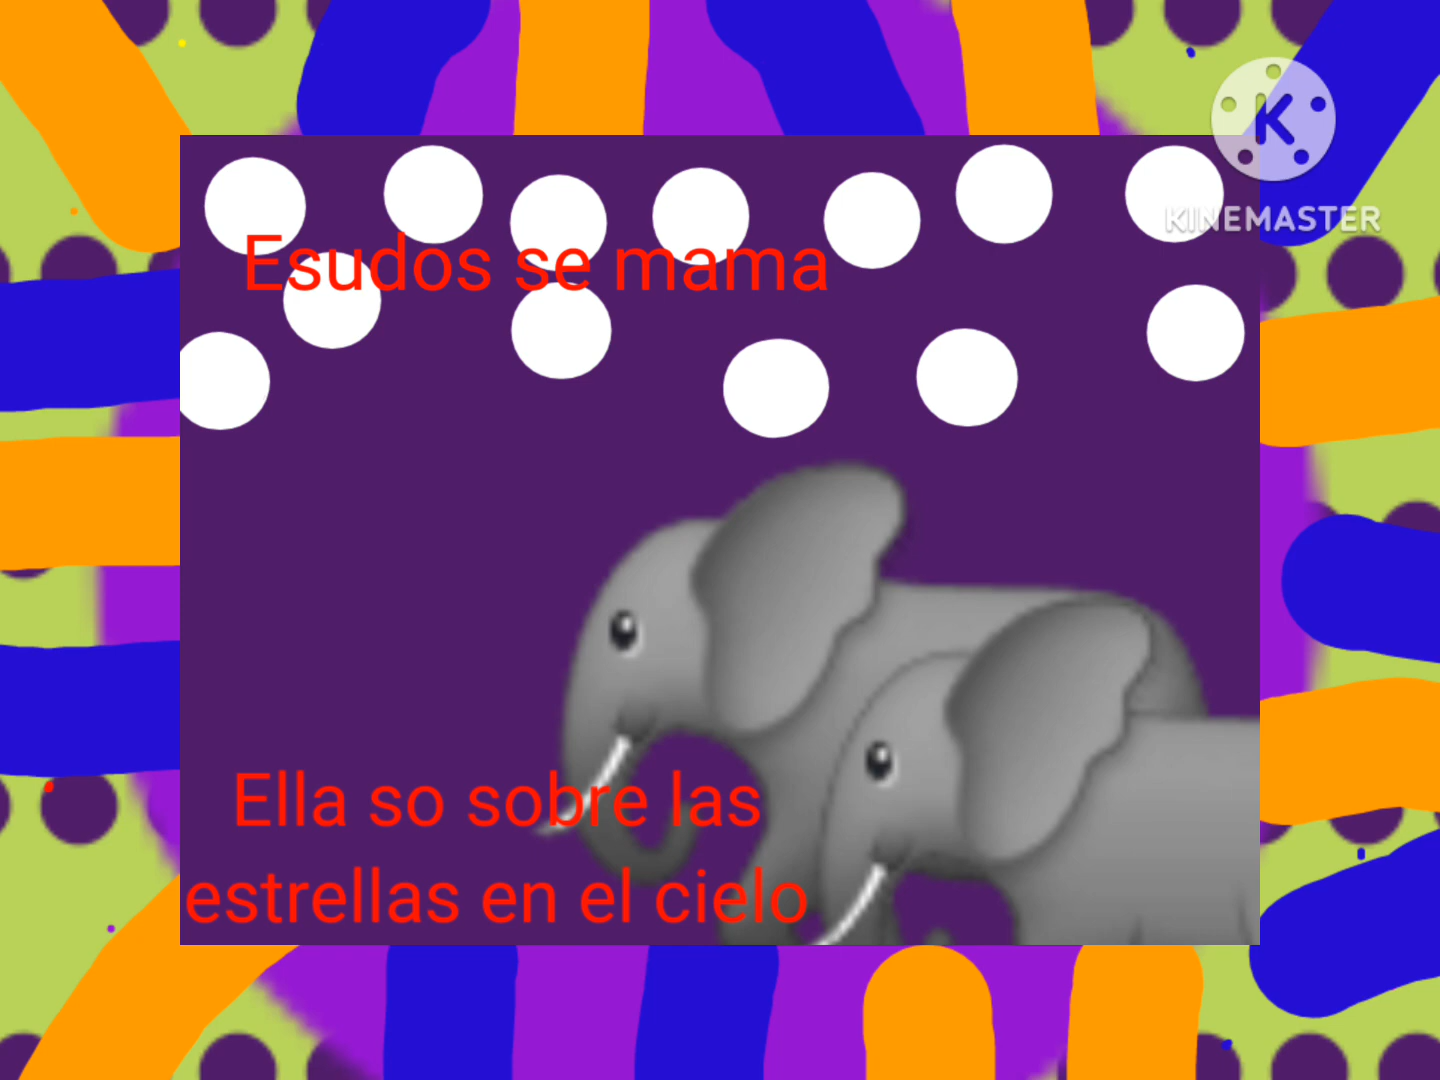 K
KINEMASTER
Esudos se mama
Ella so sobre las
estrellas en el cielo